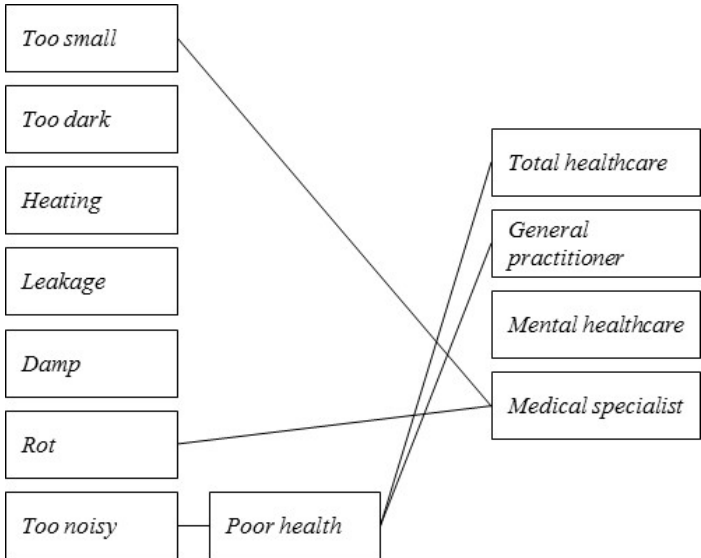 Too small
Too dark
Heating
Leakage
Damp
Rot
Too noisy
Poor health
Total healthcare
General
practitioner
Mental healthcare
Medical specialist